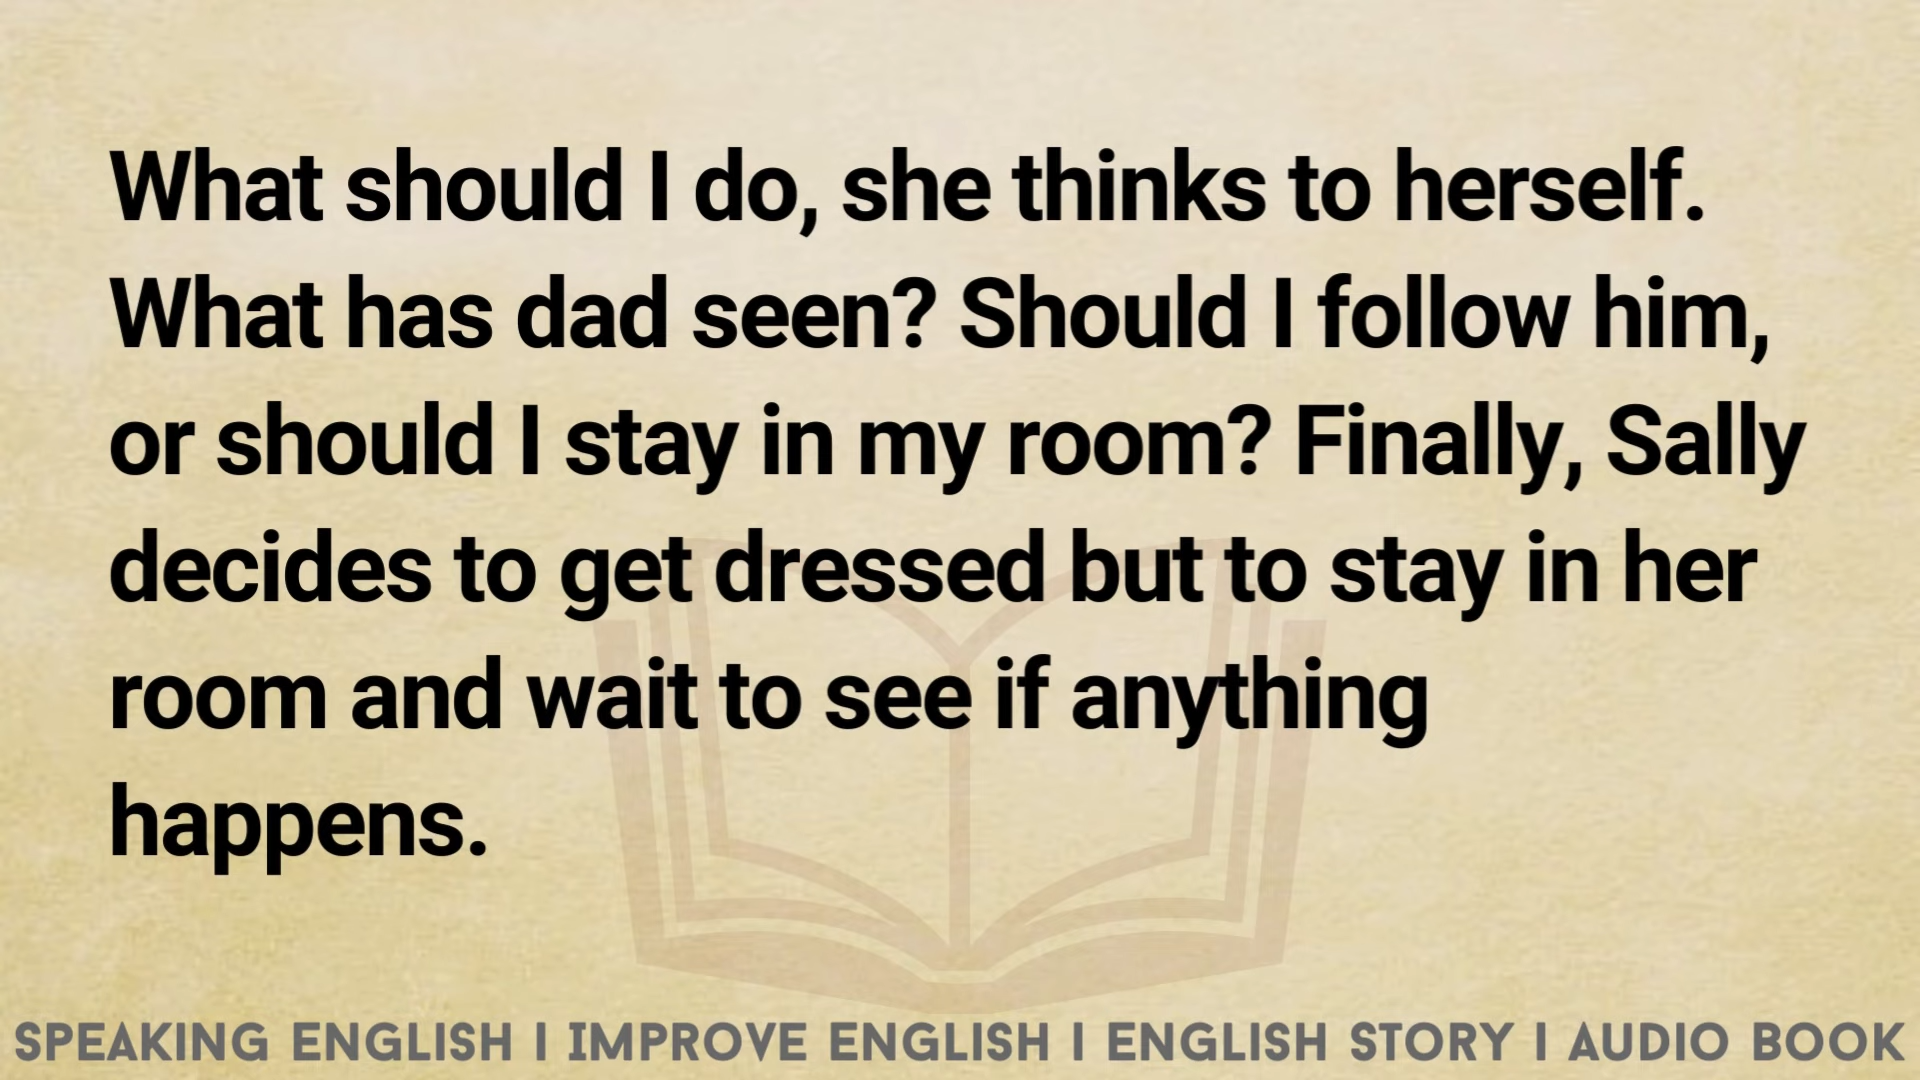 What should I do, she thinks to herself.
What has dad seen? Should I follow him,
or should I stay in my room? Finally, Sally
decides to get dressed but to stay in her
room and wait to see if anything
happens.
SPEAKING ENGLISH I IMPROVE ENGLISH I ENGLISH STORY I AUDIO BOOK